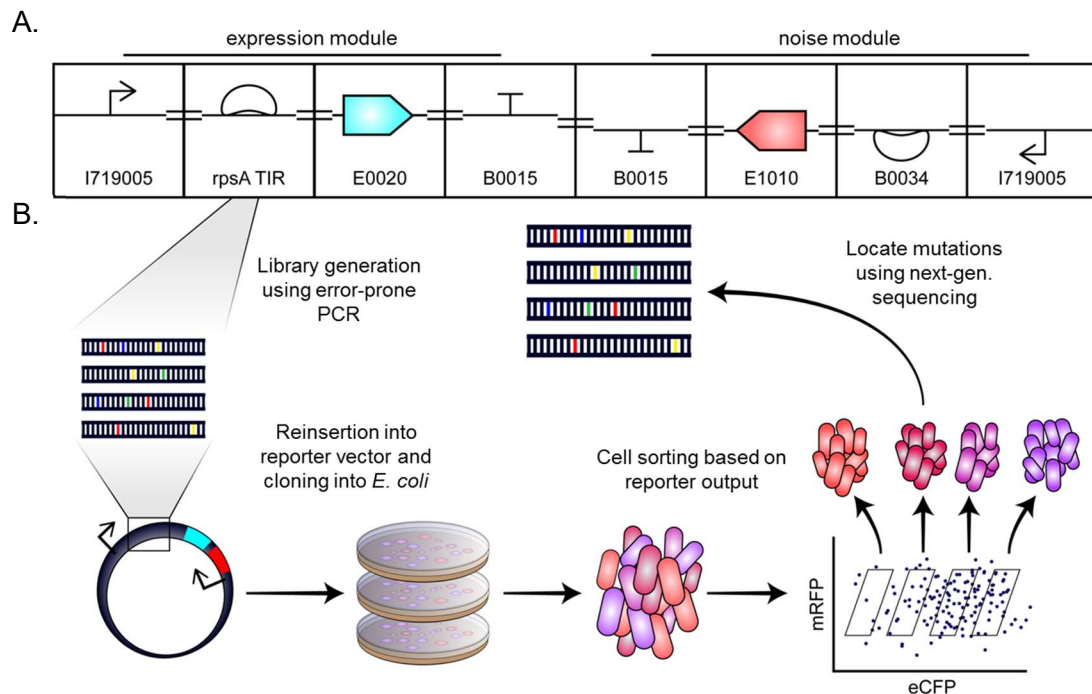 A.
expression module
noise module
I719005
rpsA TIR
E0020
B0015
B0015
E1010
B0034
I719005
B.
Library generation
using error-prone
PCR
Locate mutations
using next-gen.
sequencing
Reinsertion into
reporter vector and
cloning into E. coli
Cell sorting based on
reporter output
mRFP
eCFP